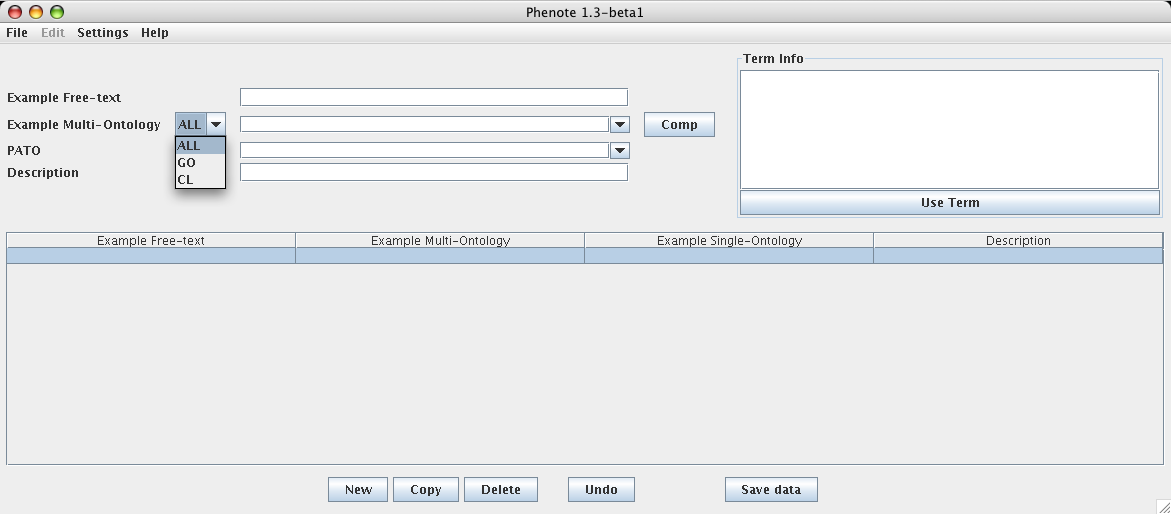 Phenote 1.3-beta1
File Edit Settings Help
Term Info
Example Free-text
Example Multi-Ontology ALL Comp
ALL
PATO
GO
Description
CL
Use Term
Example Free-text Example Multi-Ontology Example Single-Ontology Description
New Copy Delete Undo Save data